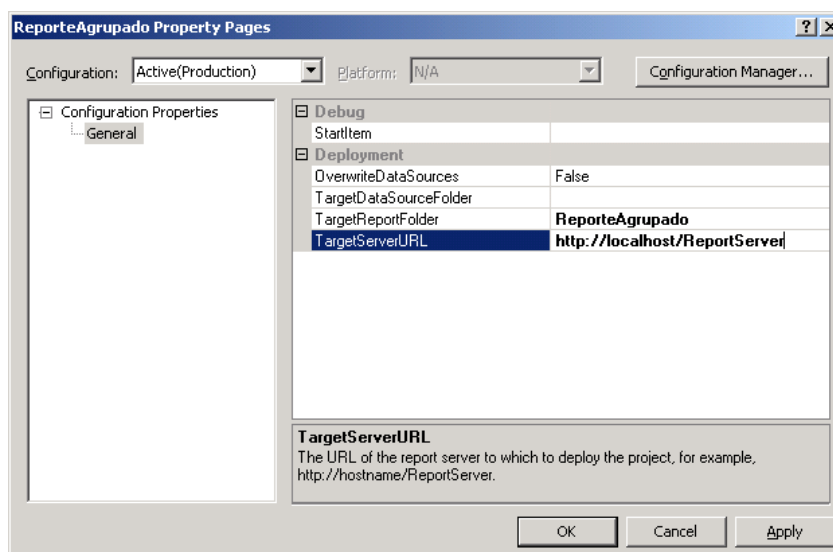 ReporteAgrupado Property Pages
Configuration: Active(Production) Platform: N/A Configuration Manager...
Configuration Properties
General
Debug
StartItem
Deployment
OverwriteDataSources False
TargetDataSourceFolder
TargetReportFolder ReporteAgrupado
TargetServerURL http://localhost/ReportServer
TargetServerURL
The URL of the report server to which to deploy the project, for example,
http://hostname/ReportServer.
OK Cancel Apply